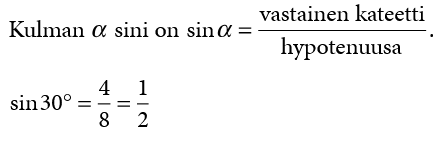 Kulman α sini on sin α = vastainen kateetti / hypotenuusa.
sin 30° = 4/8 = 1/2